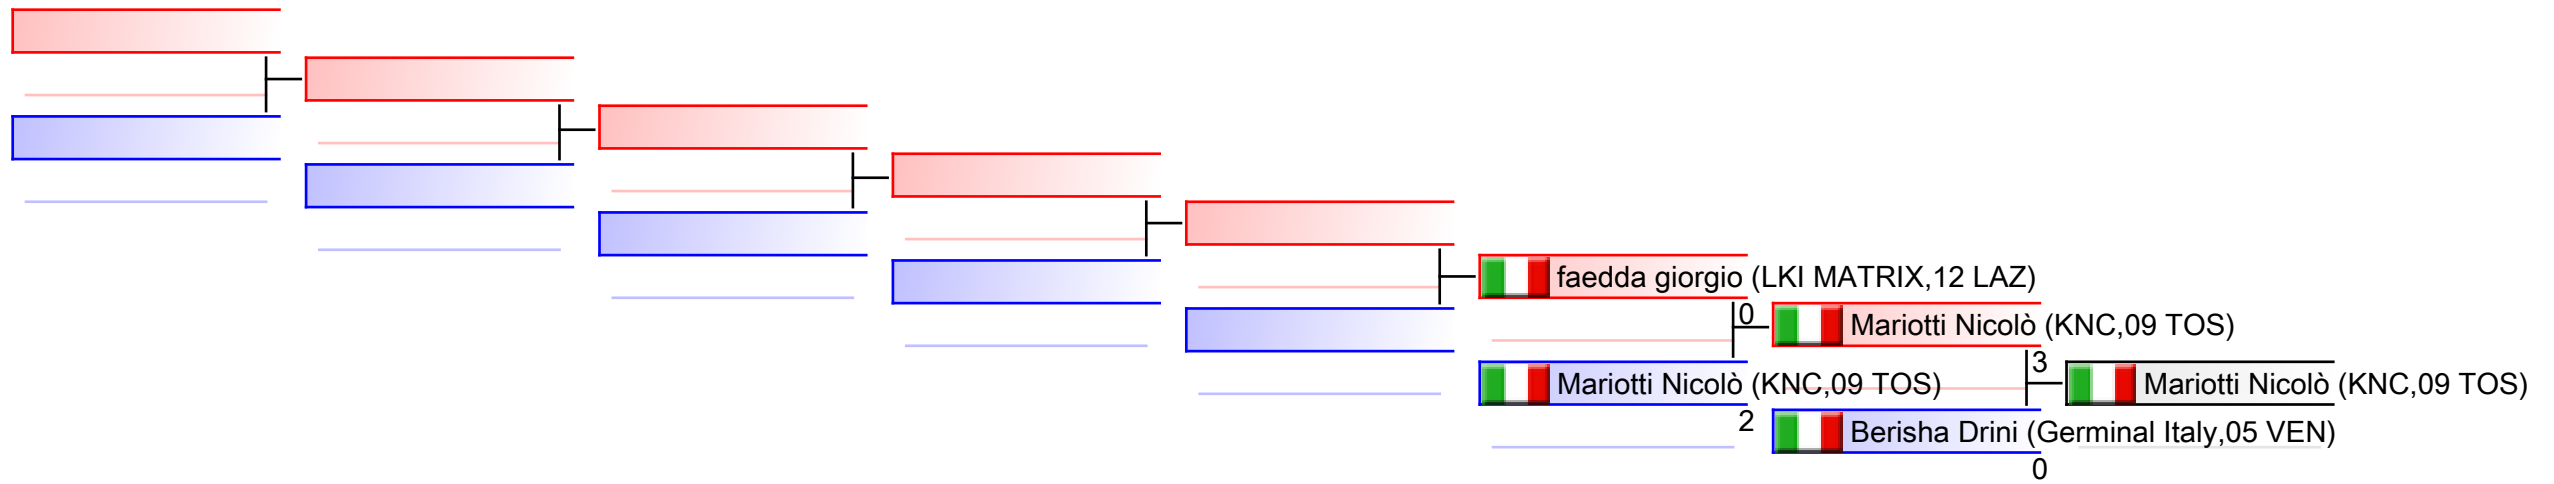 faedda giorgio (LKI MATRIX,12 LAZ)
0
Mariotti Nicolò (KNC,09 TOS)
3
Mariotti Nicolò (KNC,09 TOS)
Mariotti Nicolò (KNC,09 TOS)
2
Berisha Drini (Germinal Italy,05 VEN)
0